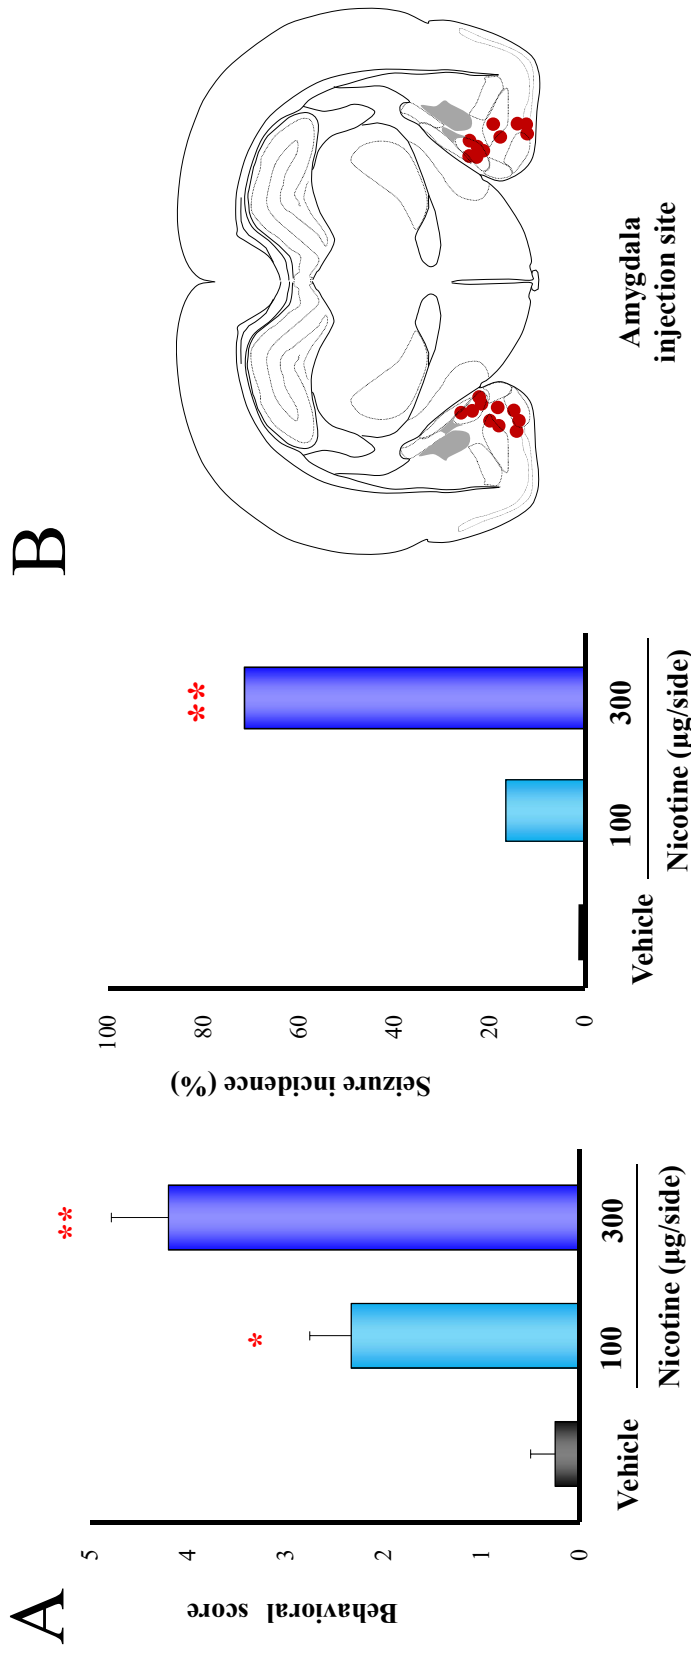 A
Behavioral
score
5
4
3
2
1
0
**
*
Vehicle
100
300
Nicotine (µg/side)
Seizure incidence (%)
100
80
60
40
20
0
**
Vehicle
100
300
Nicotine (µg/side)
B
Amygdala
injection site